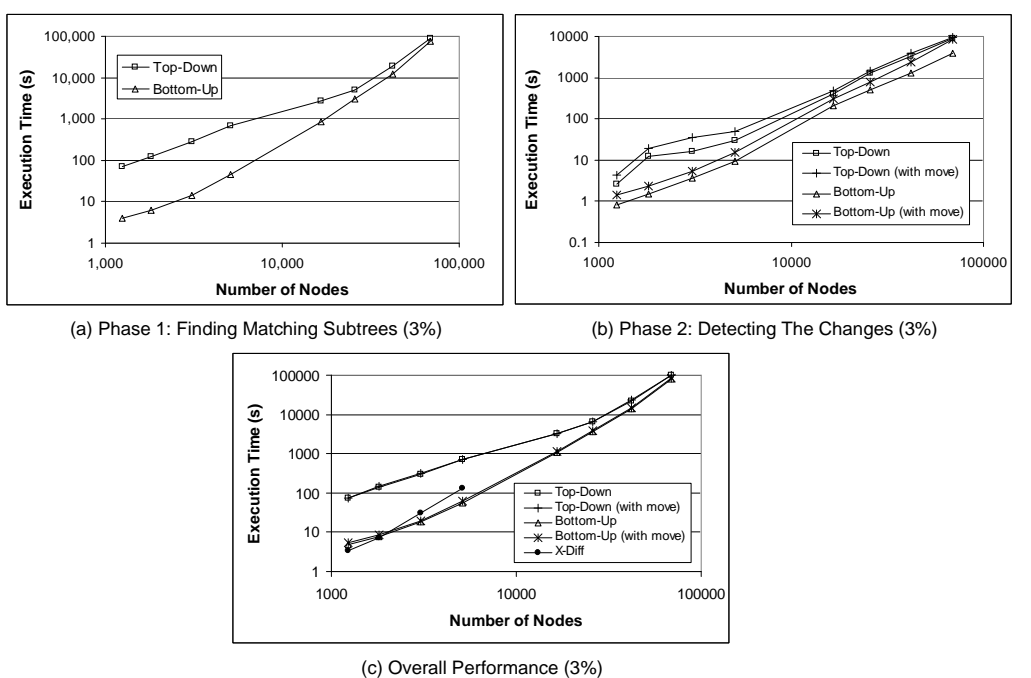 100,000
10,000
1,000
100
10
1
Execution Time (s)
Top-Down
Bottom-Up
1,000 10,000 100,000
Number of Nodes
(a) Phase 1: Finding Matching Subtrees (3%)
10000
1000
100
10
1
0.1
Execution Time (s)
Top-Down
Top-Down (with move)
Bottom-Up
Bottom-Up (with move)
1000 10000 100000
Number of Nodes
(b) Phase 2: Detecting The Changes (3%)
100000
10000
1000
100
10
1
Execution Time (s)
Top-Down
Top-Down (with move)
Bottom-Up
Bottom-Up (with move)
X-Diff
1000 10000 100000
Number of Nodes
(c) Overall Performance (3%)